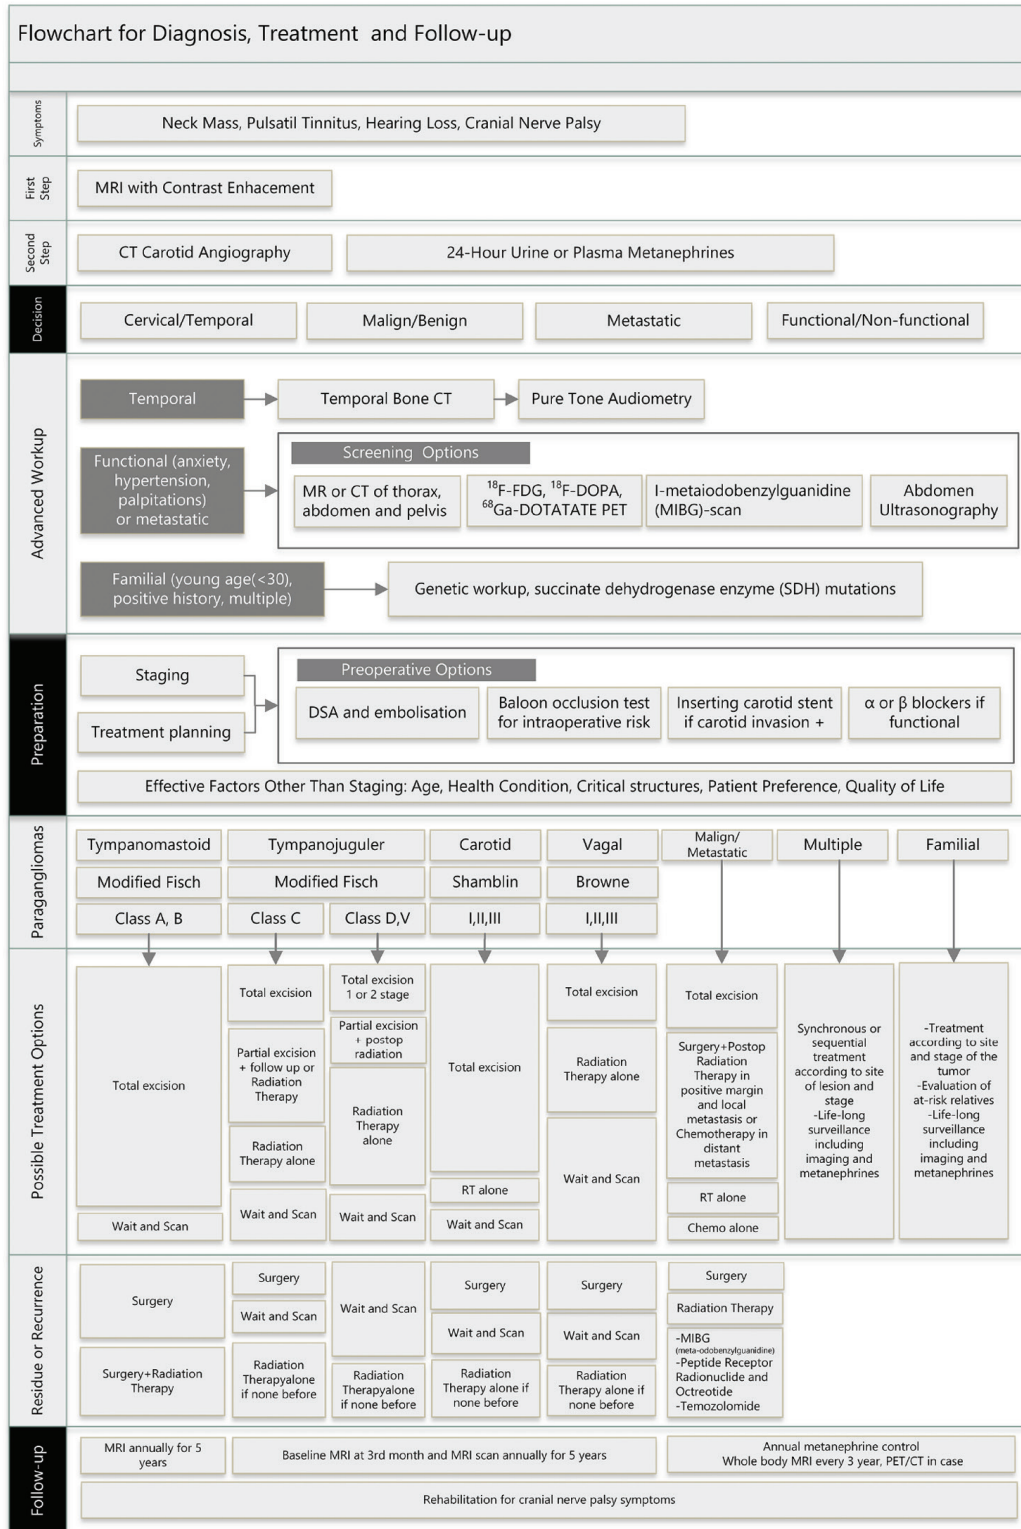 Flowchart for Diagnosis, Treatment and Follow-up
Symptoms
Neck Mass, Pulsatil Tinnitus, Hearing Loss, Cranial Nerve Palsy
First
Step
MRI with Contrast Enhacement
Second
Step
CT Carotid Angiography
24-Hour Urine or Plasma Metanephrines
Decision
Cervical/Temporal
Malign/Benign
Metastatic
Functional/Non-functional
Advanced Workup
Temporal
Temporal Bone CT
Pure Tone Audiometry
Functional (anxiety,
hypertension,
palpitations)
or metastatic
Screening Options
MR or CT of thorax,
abdomen and pelvis
¹⁸F-FDG, ¹⁸F-DOPA,
⁶⁸Ga-DOTATATE PET
I-metaiodobenzylguanidine
(MIBG)-scan
Abdomen
Ultrasonography
Familial (young age(<30),
positive history, multiple)
Genetic workup, succinate dehydrogenase enzyme (SDH) mutations
Preparation
Staging
Treatment planning
Preoperative Options
DSA and embolisation
Baloon occlusion test
for intraoperative risk
Inserting carotid stent
if carotid invasion +
α or β blockers if
functional
Effective Factors Other Than Staging: Age, Health Condition, Critical structures, Patient Preference, Quality of Life
Paragangliomas
Tympanomastoid
Tympanojuguler
Carotid
Vagal
Malign/
Metastatic
Multiple
Familial
Modified Fisch
Modified Fisch
Shamblin
Browne
Class A, B
Class C
Class D,V
I,II,III
I,II,III
Possible Treatment Options
Total excision
Wait and Scan
Total excision
Partial excision
+ follow up or
Radiation
Therapy
Radiation
Therapy alone
Wait and Scan
Total excision
1 or 2 stage
Partial excision
+ postop
radiation
Radiation
Therapy
alone
Wait and Scan
Total excision
RT alone
Wait and Scan
Total excision
Radiation
Therapy alone
Wait and Scan
Total excision
Surgery+Postop
Radiation
Therapy in
positive margin
and local
metastasis or
Chemotherapy in
distant
metastasis
RT alone
Chemo alone
Synchronous or
sequential
treatment
according to site
of lesion and
stage
-Life-long
surveillance
including
imaging and
metanephrines
-Treatment
according to site
and stage of the
tumor
-Evaluation of
at-risk relatives
-Life-long
surveillance
including
imaging and
metanephrines
Residue or Recurrence
Surgery
Surgery+Radiation
Therapy
Surgery
Wait and Scan
Radiation
Therapyalone
if none before
Wait and Scan
Radiation
Therapyalone
if none before
Surgery
Wait and Scan
Radiation
Therapy alone if
none before
Surgery
Wait and Scan
Radiation
Therapy alone if
none before
Surgery
Radiation Therapy
-MIBG
(meta-odobenzylguanidine)
-Peptide Receptor
Radionuclide and
Octreotide
-Temozolomide
Follow-up
MRI annually for 5
years
Baseline MRI at 3rd month and MRI scan annually for 5 years
Annual metanephrine control
Whole body MRI every 3 year, PET/CT in case
Rehabilitation for cranial nerve palsy symptoms